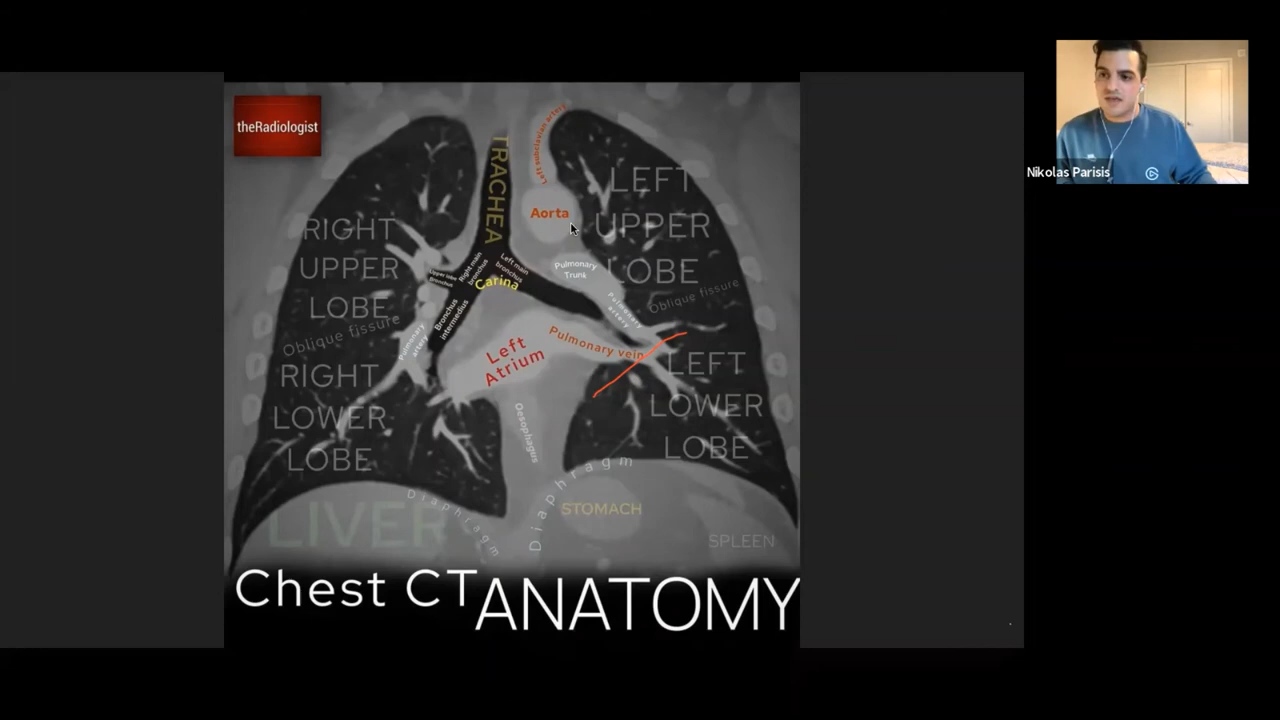 theRadiologist
Nikolas Parisis
TRACHEA
Left subclavian artery
Aorta
LEFT
UPPER
LOBE
RIGHT
UPPER
LOBE
Upper lobe
Bronchus
Right main
bronchus
Left main
bronchus
Carina
Pulmonary
Trunk
Pulmonary
artery
Oblique fissure
Oblique fissure
Pulmonary
artery
Bronchus
intermedius
Left
Atrium
Pulmonary vein
RIGHT
LOWER
LOBE
LEFT
LOWER
LOBE
Oesophagus
Diaphragm
Diaphragm
LIVER
STOMACH
SPLEEN
Chest CT ANATOMY